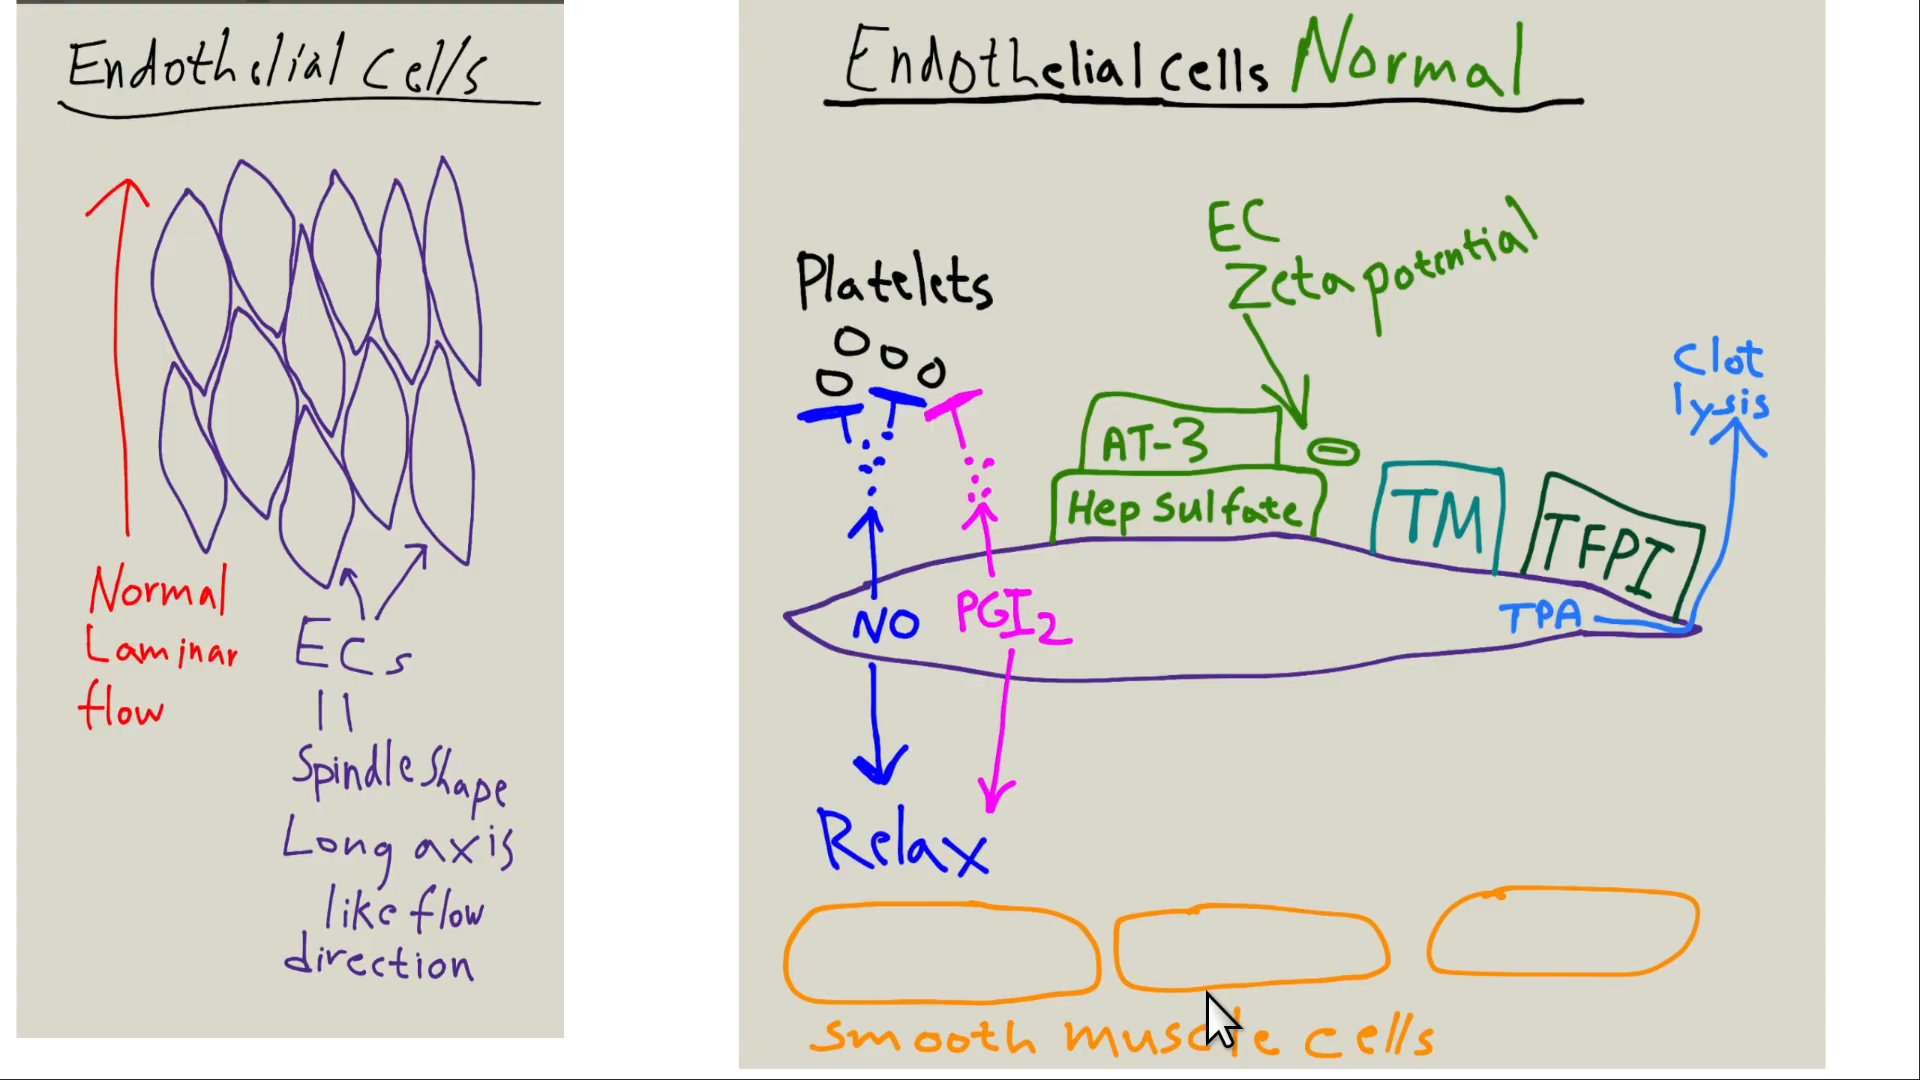 Endothelial cells
Normal
Laminar
flow
ECs
Spindle shape
Long axis
like flow
direction
Endothelial cells Normal
EC
Zeta potential
Platelets
Clot
lysis
AT-3
Hep Sulfate
TM
TFPI
TPA
NO
PGI2
Relax
smooth muscle cells